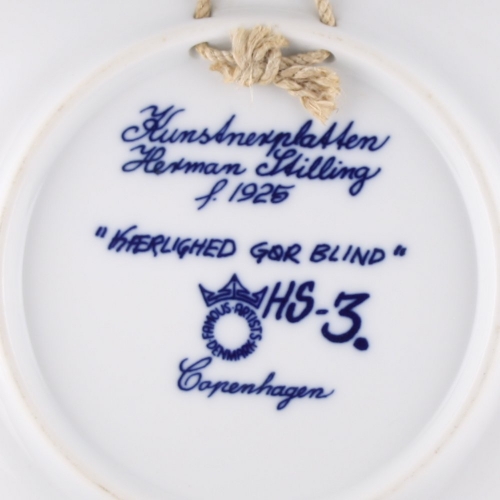 Kunstnerplatten
Herman Stilling
f. 1925
"KÆRLIGHED GØR BLIND"
FAMOUS·ARTISTS·
DENMARK
HS-3.
Copenhagen